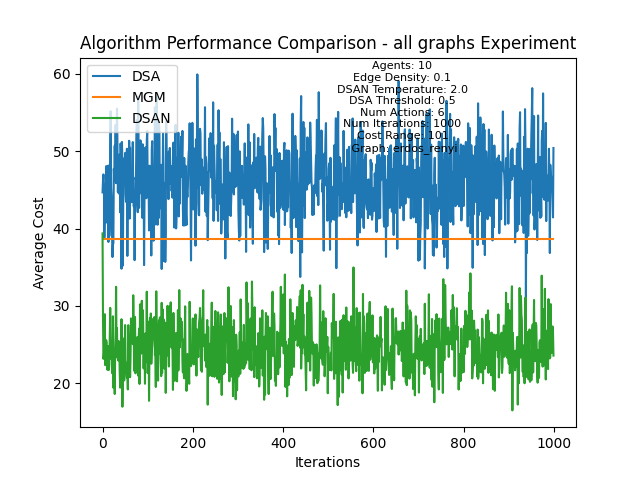 Algorithm Performance Comparison - all graphs Experiment
DSA
MGM
DSAN
Agents: 10
Edge Density: 0.1
DSAN Temperature: 2.0
DSA Threshold: 0.5
Num Actions: 6
Num Iterations: 1000
Cost Range: 101
Graph: erdos_renyi
Average Cost
60
50
40
30
20
0
200
400
600
800
1000
Iterations